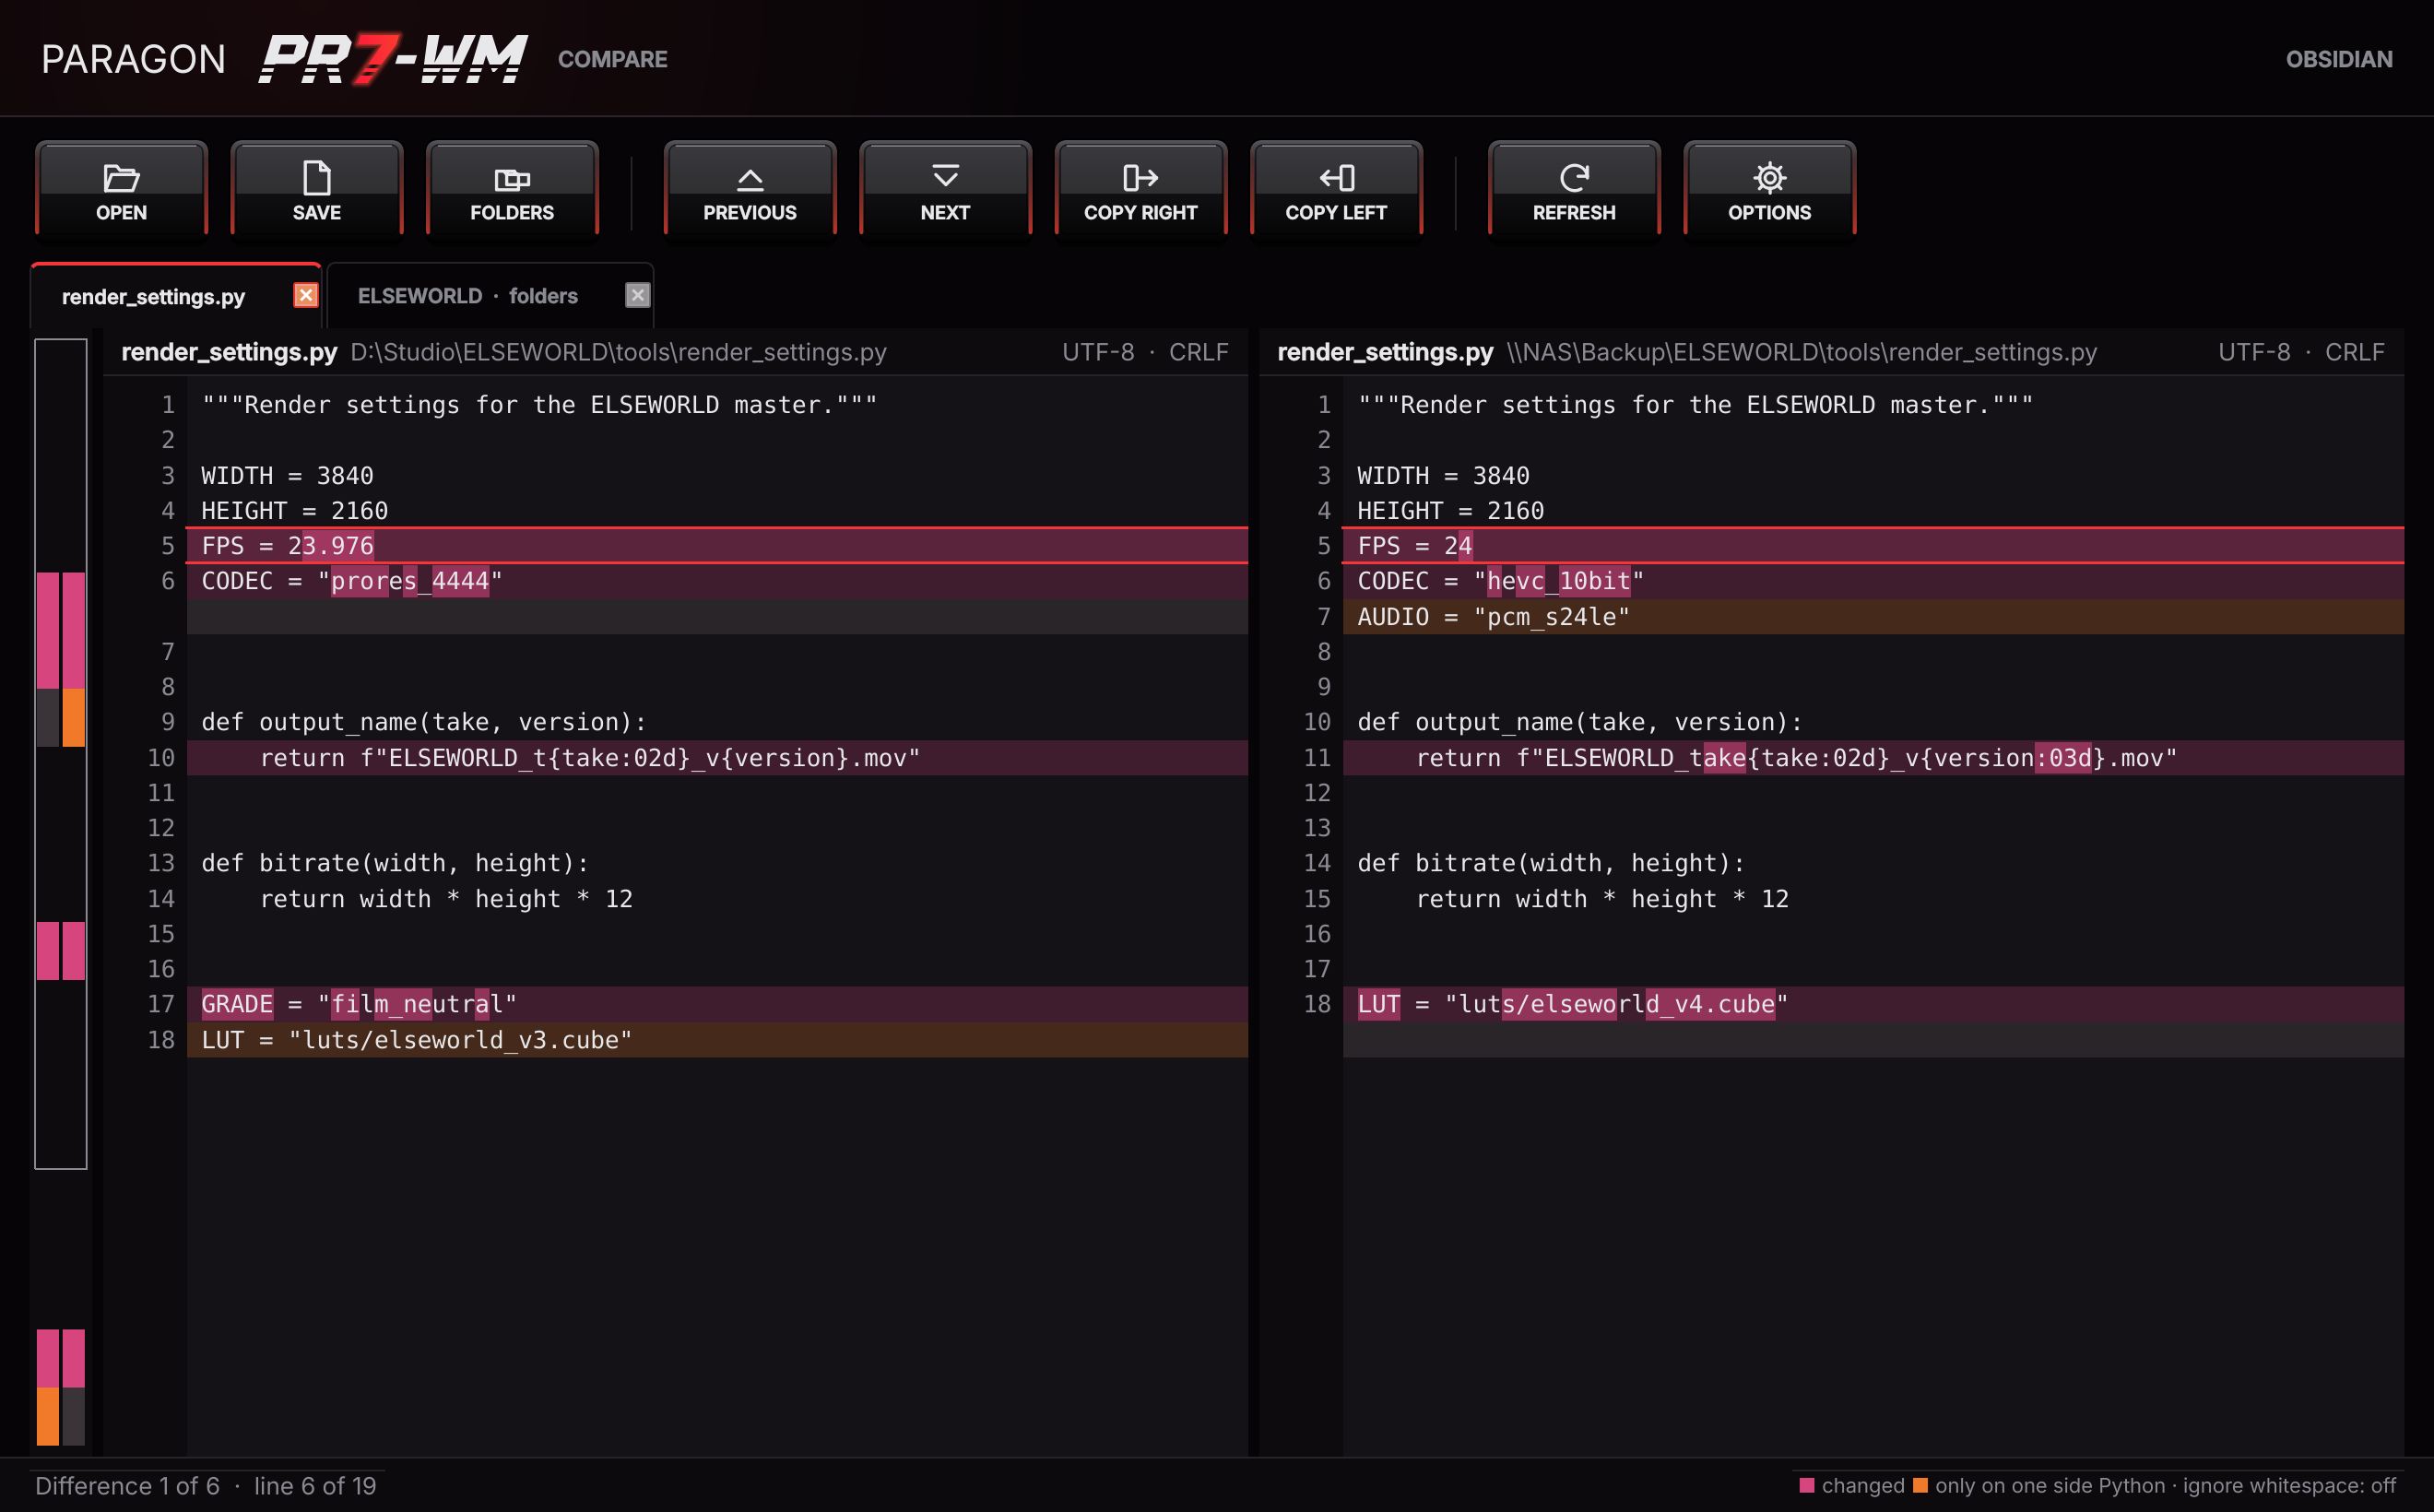 PARAGON PR7-WM COMPARE OBSIDIAN
OPEN SAVE FOLDERS PREVIOUS NEXT COPY RIGHT COPY LEFT REFRESH OPTIONS
render_settings.py ELSEWORLD · folders
render_settings.py D:\Studio\ELSEWORLD\tools\render_settings.py UTF-8 · CRLF
1 """Render settings for the ELSEWORLD master."""
2
3 WIDTH = 3840
4 HEIGHT = 2160
5 FPS = 23.976
6 CODEC = "prores_4444"
7
8
9 def output_name(take, version):
10     return f"ELSEWORLD_t{take:02d}_v{version}.mov"
11
12
13 def bitrate(width, height):
14     return width * height * 12
15
16
17 GRADE = "film_neutral"
18 LUT = "luts/elseworld_v3.cube"
render_settings.py \\NAS\Backup\ELSEWORLD\tools\render_settings.py UTF-8 · CRLF
1 """Render settings for the ELSEWORLD master."""
2
3 WIDTH = 3840
4 HEIGHT = 2160
5 FPS = 24
6 CODEC = "hevc_10bit"
7 AUDIO = "pcm_s24le"
8
9
10 def output_name(take, version):
11     return f"ELSEWORLD_take{take:02d}_v{version:03d}.mov"
12
13
14 def bitrate(width, height):
15     return width * height * 12
16
17
18 LUT = "luts/elseworld_v4.cube"
Difference 1 of 6 · line 6 of 19
changed only on one side Python · ignore whitespace: off